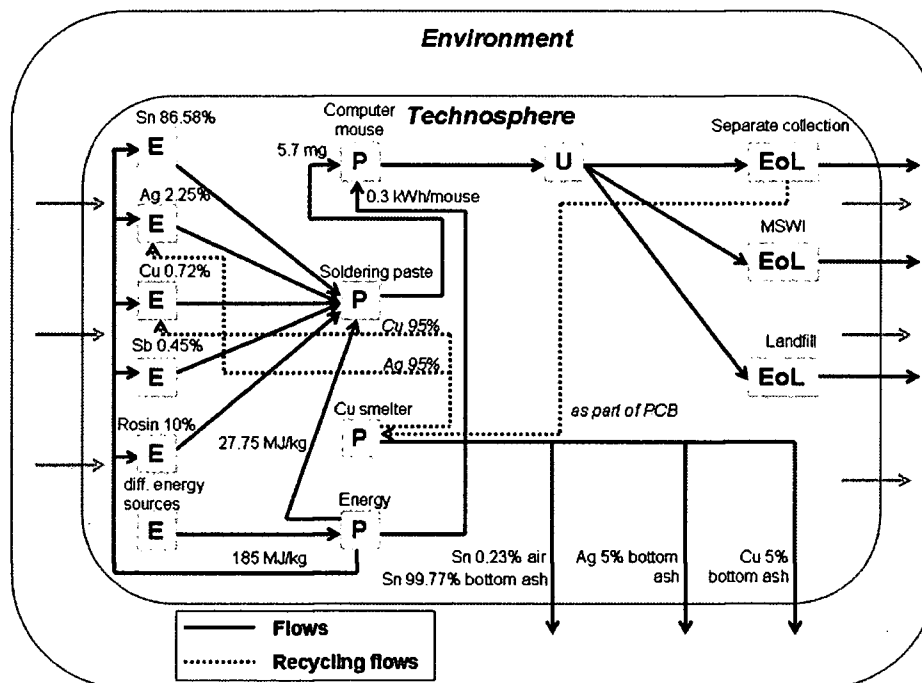 Environment
Technosphere
Sn 86.58%
E
Ag 2.25%
E
Cu 0.72%
E
Sb 0.45%
E
Rosin 10%
E
diff. energy
sources
E
185 MJ/kg
Computer
mouse
5.7 mg
P
0.3 kWh/mouse
Soldering paste
P
Cu 95%
Ag 95%
Cu smelter
P
27.75 MJ/kg
Energy
P
U
Separate collection
EoL
MSWI
EoL
Landfill
EoL
as part of PCB
Sn 0.23% air
Sn 99.77% bottom ash
Ag 5% bottom
ash
Cu 5%
bottom ash
Flows
Recycling flows